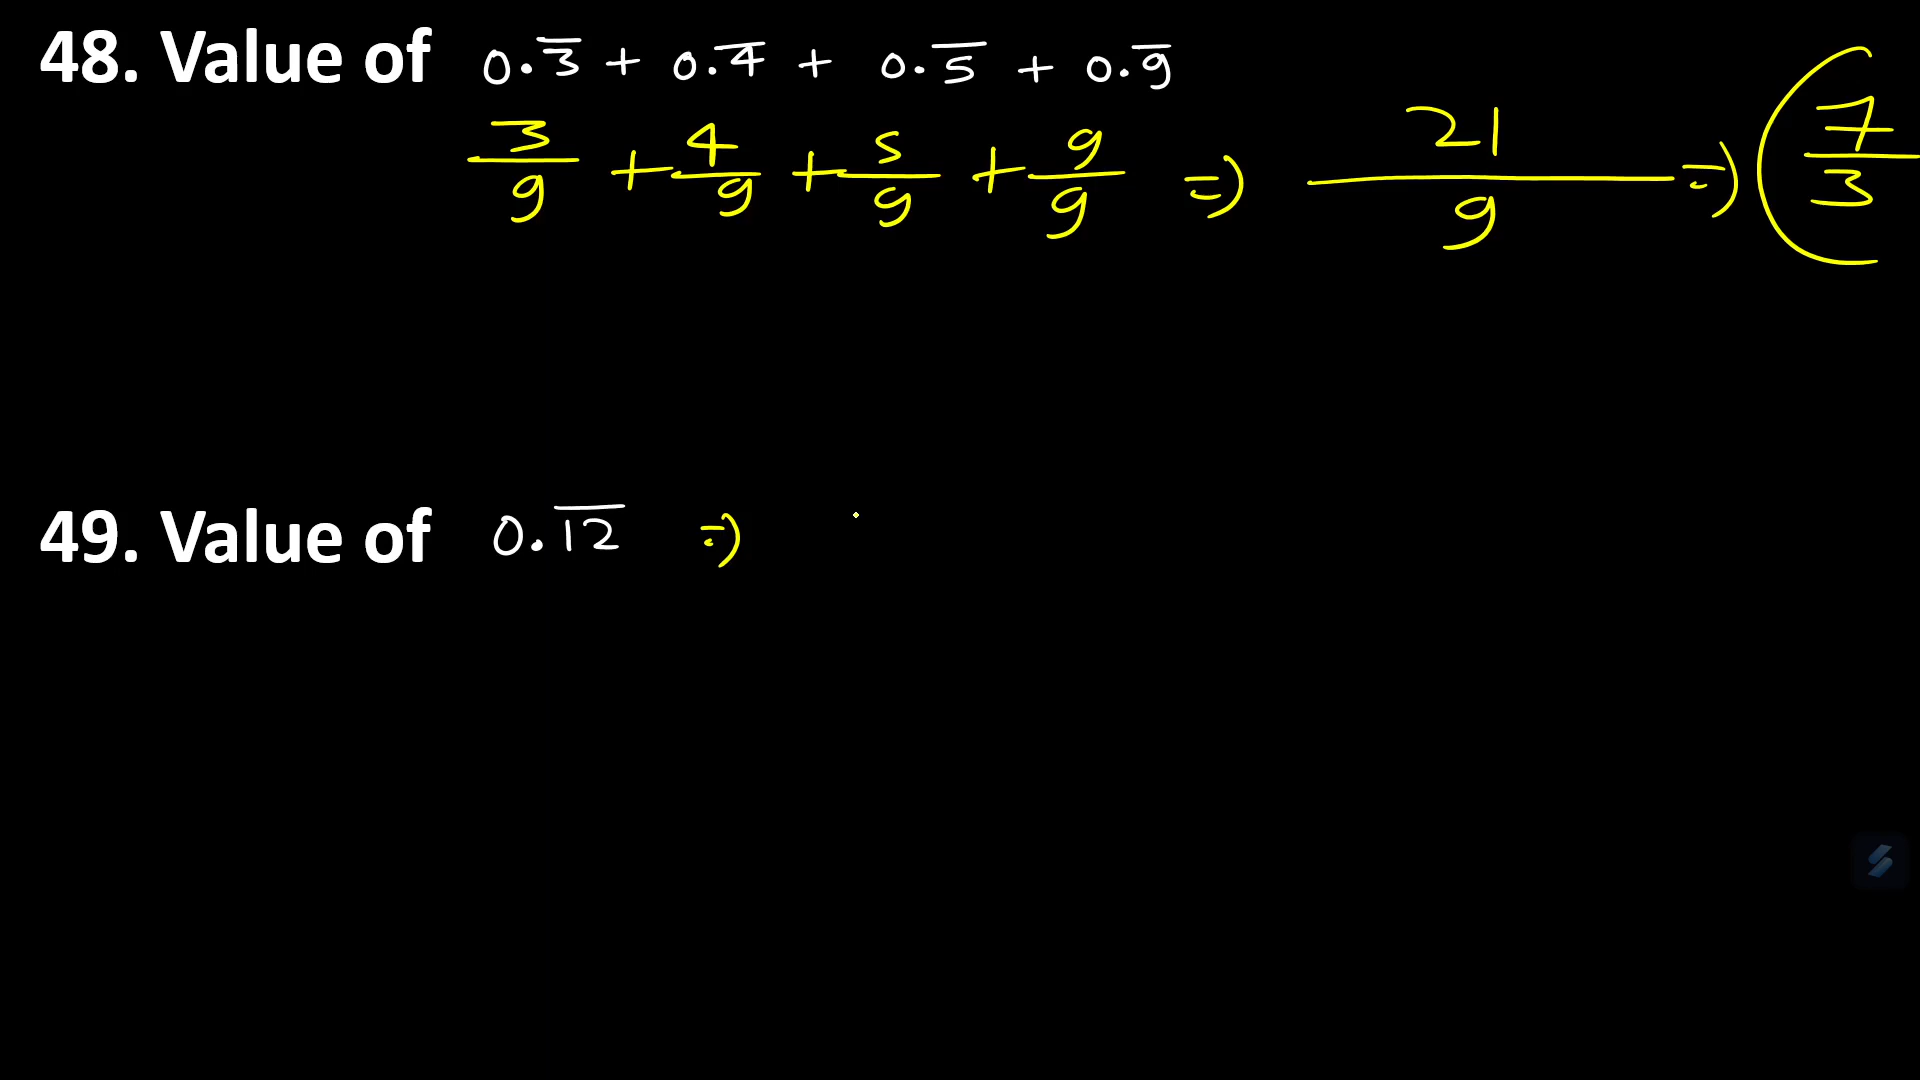 48. Value of 0.3̅ + 0.4̅ + 0.5̅ + 0.9̅
3/9 + 4/9 + 5/9 + 9/9 ⇒ 21/9 ⇒ 7/3
49. Value of 0.1̅2̅ ⇒